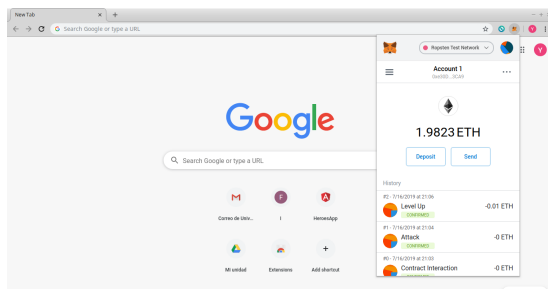 New Tab
Search Google or type a URL
Y
Ropsten Test Network
Y
Account 1
1.9823 ETH
Deposit
Send
History
Google
Search Google or type a URL
F
Correo de Univ...
I
HeroesApp
Mi unidad
Extensions
Add shortcut
#2 - 7/16/2019 at 21:06
Level Up
-0.01 ETH
CONFIRMED
#1 - 7/16/2019 at 21:04
Attack
-0 ETH
CONFIRMED
#0 - 7/16/2019 at 21:03
Contract Interaction
-0 ETH
CONFIRMED